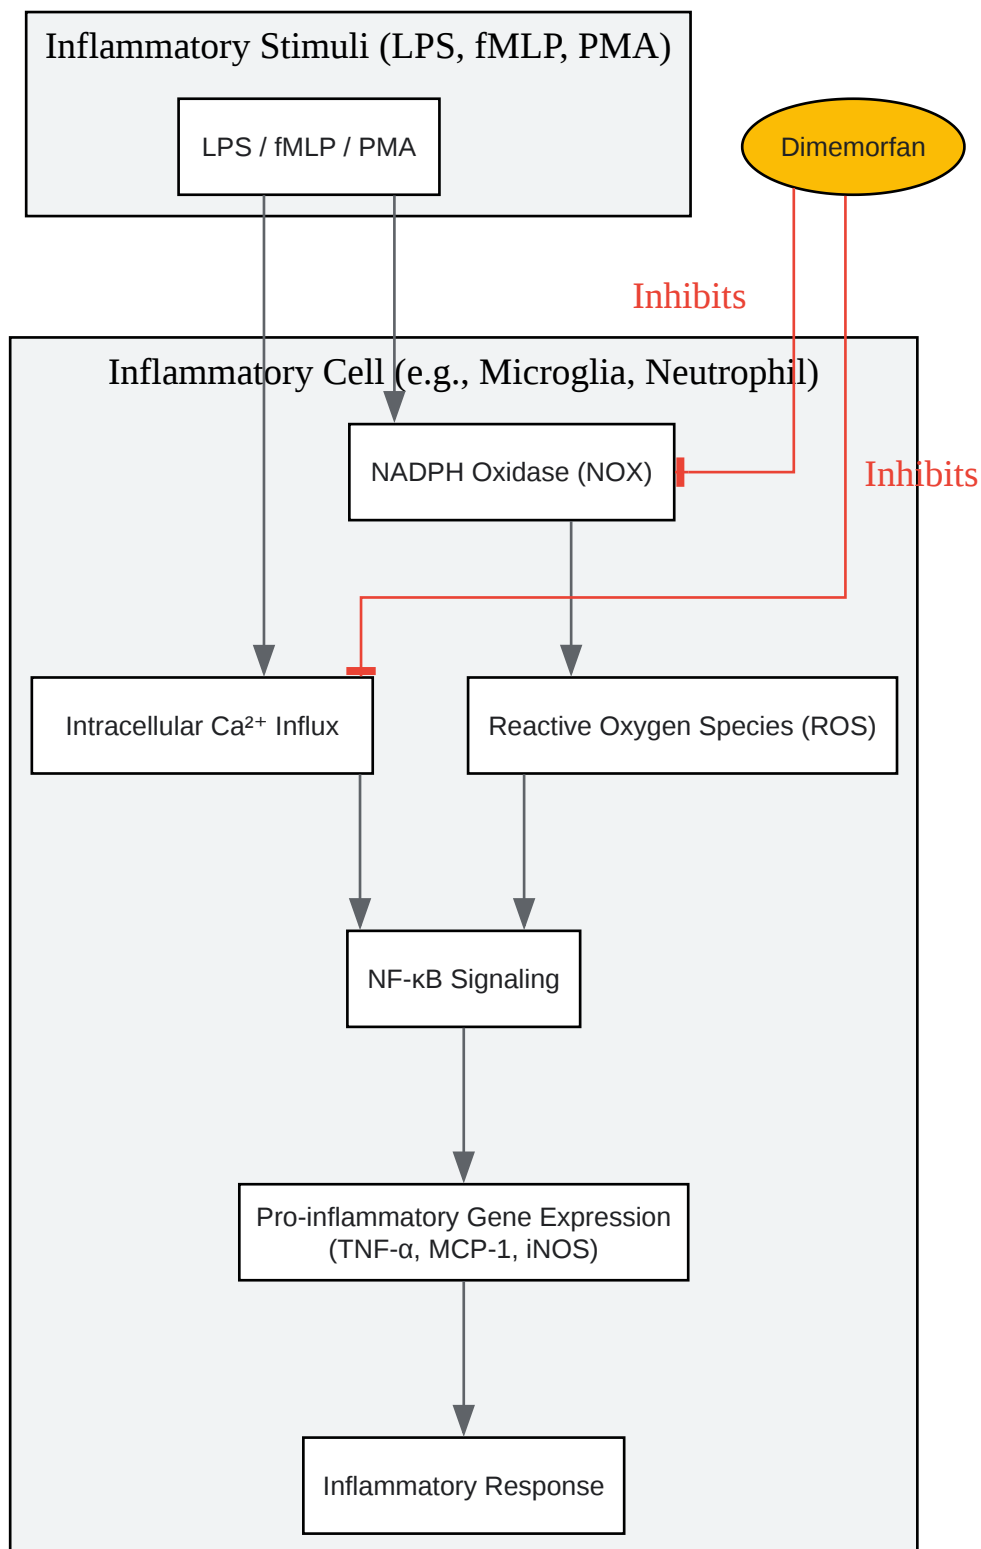 Inflammatory Stimuli (LPS, fMLP, PMA)
LPS / fMLP / PMA
Dimemorfan
Inhibits
Inflammatory Cell (e.g., Microglia, Neutrophil)
NADPH Oxidase (NOX)
Inhibits
Intracellular Ca²⁺ Influx
Reactive Oxygen Species (ROS)
NF-κB Signaling
Pro-inflammatory Gene Expression
(TNF-α, MCP-1, iNOS)
Inflammatory Response